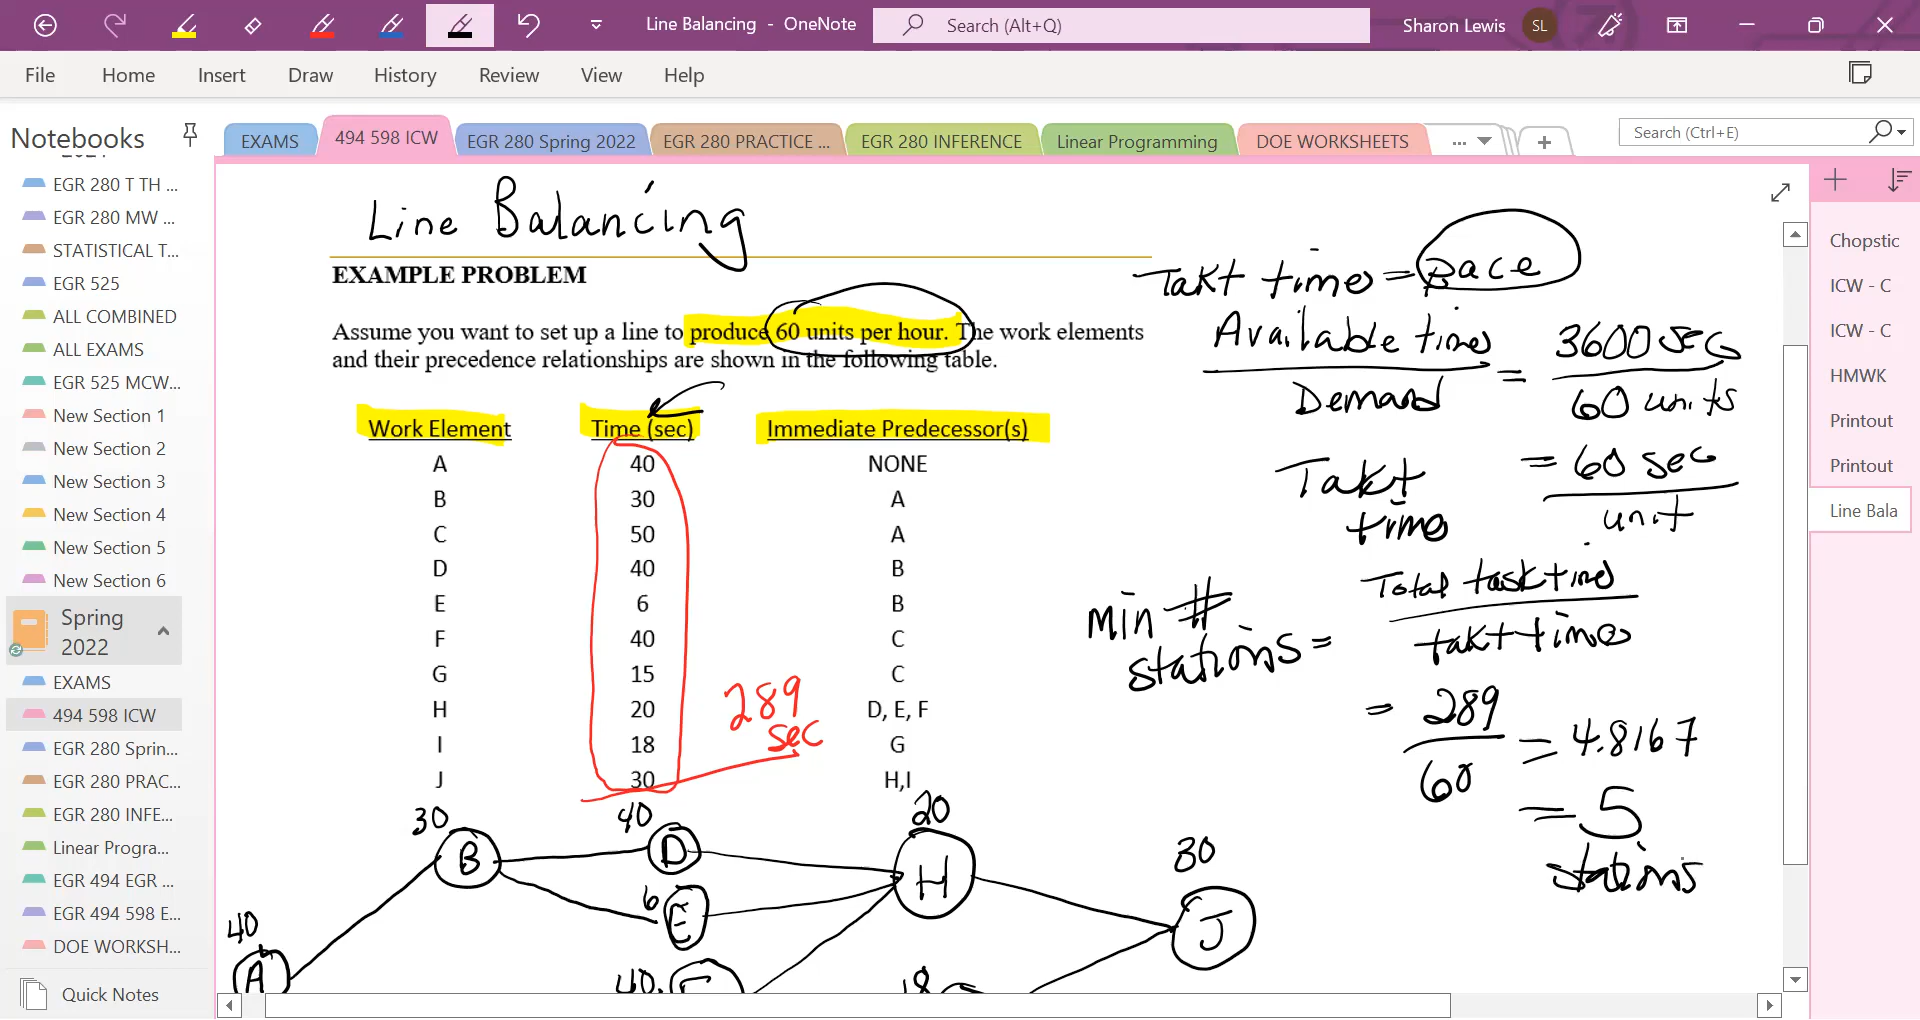 Line Balancing - OneNote
Search (Alt+Q)
Sharon Lewis
SL
File Home Insert Draw History Review View Help
Notebooks
EXAMS
494 598 ICW
EGR 280 Spring 2022
EGR 280 PRACTICE ...
EGR 280 INFERENCE
Linear Programming
DOE WORKSHEETS
...
Search (Ctrl+E)
EGR 280 T TH ...
EGR 280 MW ...
STATISTICAL T...
EGR 525
ALL COMBINED
ALL EXAMS
EGR 525 MCW...
New Section 1
New Section 2
New Section 3
New Section 4
New Section 5
New Section 6
Spring
2022
EXAMS
494 598 ICW
EGR 280 Sprin...
EGR 280 PRAC...
EGR 280 INFE...
Linear Progra...
EGR 494 EGR ...
EGR 494 598 E...
DOE WORKSH...
Quick Notes
Line Balancing
EXAMPLE PROBLEM
Assume you want to set up a line to produce 60 units per hour. The work elements
and their precedence relationships are shown in the following table.
Work Element Time (sec) Immediate Predecessor(s)
A 40 NONE
B 30 A
C 50 A
D 40 B
E 6 B
F 40 C
G 15 C
H 20 D, E, F
I 18 G
J 30 H,I
289
sec
30 40 20
B D H
30
6 E J
40
A
40 F 18
Takt time = pace
Available time = 3600 sec
Demand 60 units
Takt = 60 sec
time unit
min # Total task time
stations = takt time
= 289 = 4.8167
60
= 5
stations
Chopstic
ICW - C
ICW - C
HMWK
Printout
Printout
Line Bala